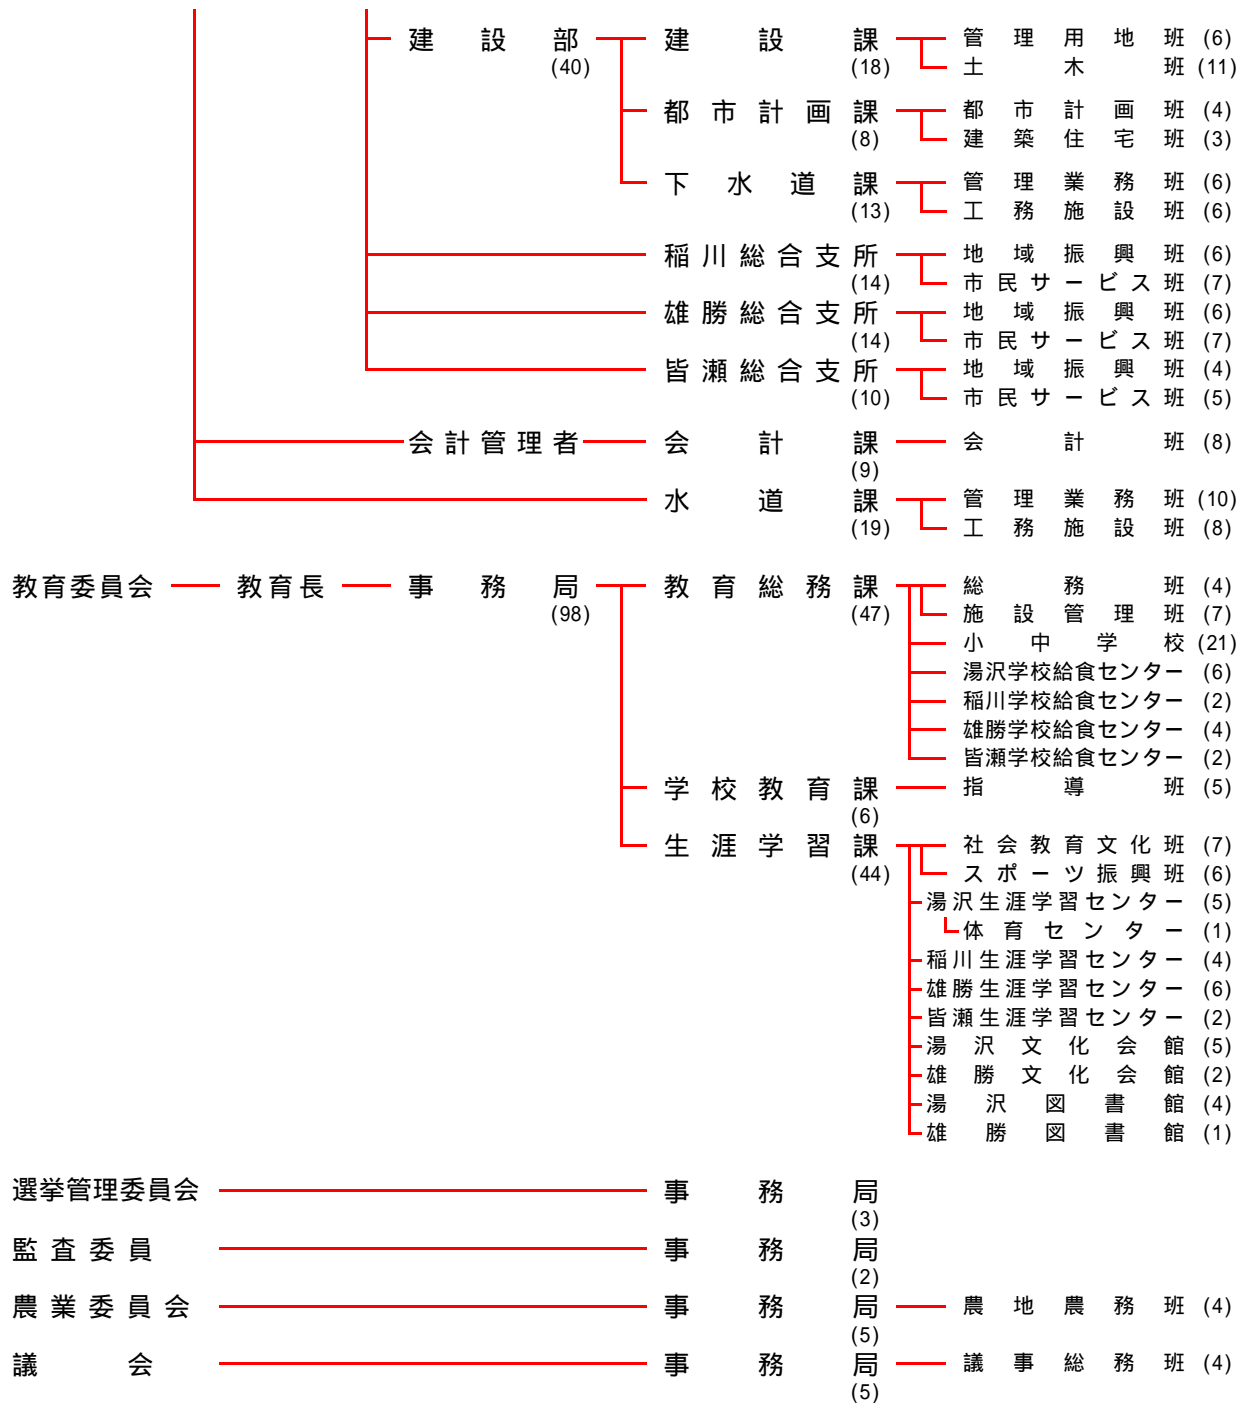 建設部 建設課 管理用地班 (6)
(40) (18) 土木班 (11)
都市計画課 都市計画班 (4)
(8) 建築住宅班 (3)
下水道課 管理業務班 (6)
(13) 工務施設班 (6)
稲川総合支所 地域振興班 (6)
(14) 市民サービス班 (7)
雄勝総合支所 地域振興班 (6)
(14) 市民サービス班 (7)
皆瀬総合支所 地域振興班 (4)
(10) 市民サービス班 (5)
会計管理者 会計課 会計班 (8)
(9)
水道課 管理業務班 (10)
(19) 工務施設班 (8)
教育委員会 教育長 事務局 教育総務課 総務班 (4)
(98) (47) 施設管理班 (7)
小中学校 (21)
湯沢学校給食センター (6)
稲川学校給食センター (2)
雄勝学校給食センター (4)
皆瀬学校給食センター (2)
学校教育課 指導班 (5)
(6)
生涯学習課 社会教育文化班 (7)
(44) スポーツ振興班 (6)
湯沢生涯学習センター (5)
体育センター (1)
稲川生涯学習センター (4)
雄勝生涯学習センター (6)
皆瀬生涯学習センター (2)
湯沢文化会館 (5)
雄勝文化会館 (2)
湯沢図書館 (4)
雄勝図書館 (1)
選挙管理委員会 事務局
(3)
監査委員 事務局
(2)
農業委員会 事務局 農地農務班 (4)
(5)
議会 事務局 議事総務班 (4)
(5)